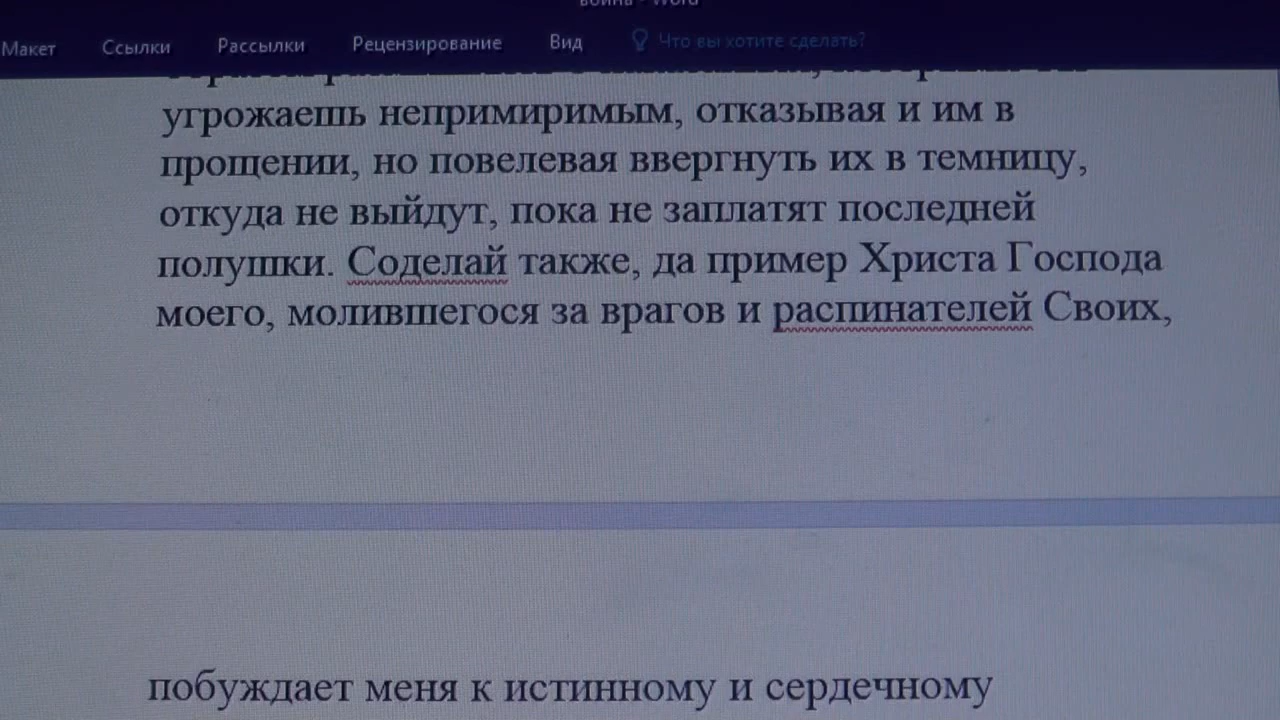 Макет Ссылки Рассылки Рецензирование Вид Что вы хотите сделать?
угрожаешь непримиримым, отказывая и им в
прощении, но повелевая ввергнуть их в темницу,
откуда не выйдут, пока не заплатят последней
полушки. Соделай также, да пример Христа Господа
моего, молившегося за врагов и распинателей Своих,
побуждает меня к истинному и сердечному